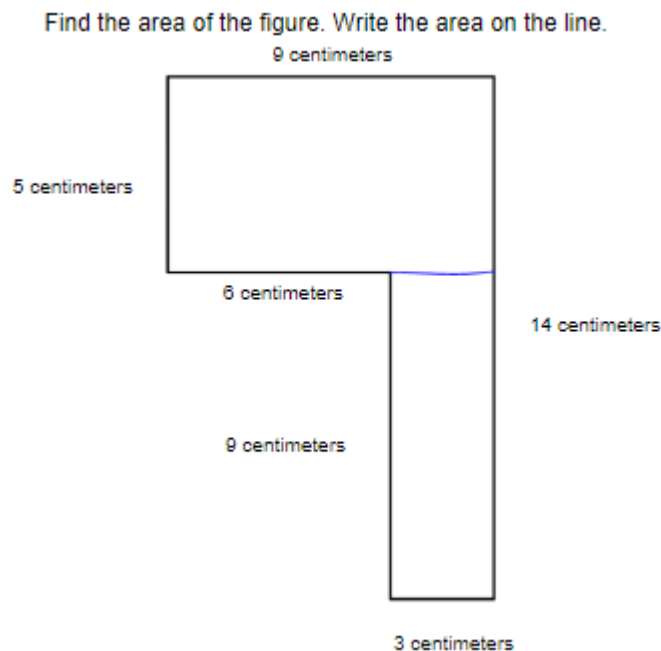 Find the area of the figure. Write the area on the line.
9 centimeters
5 centimeters
6 centimeters
14 centimeters
9 centimeters
3 centimeters